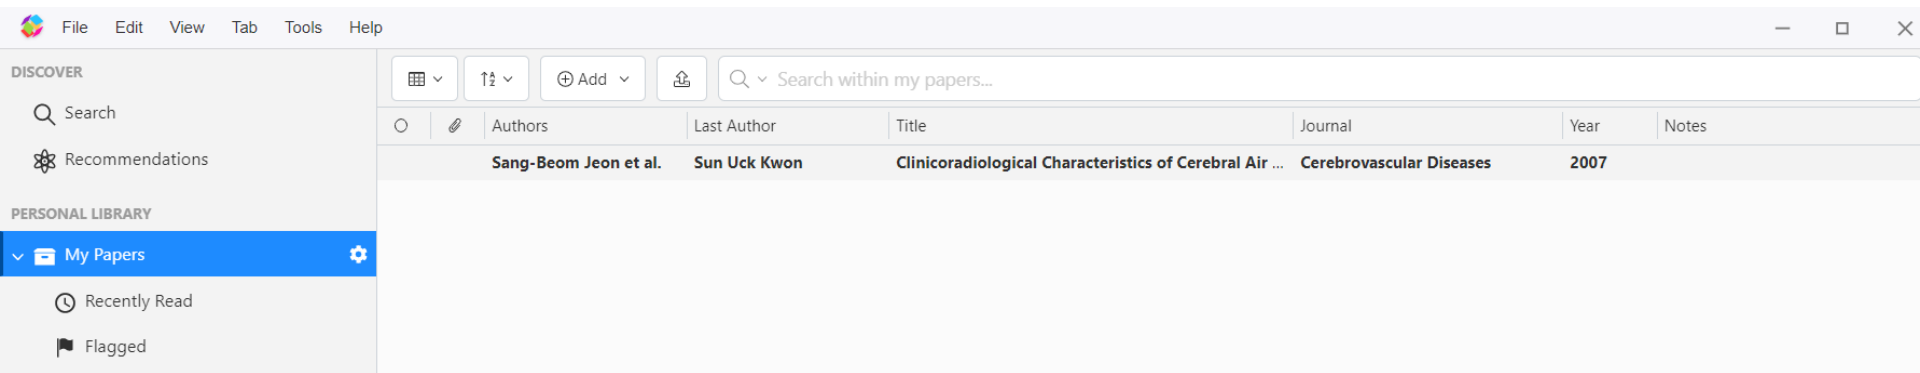 File Edit View Tab Tools Help
DISCOVER
Search
Recommendations
PERSONAL LIBRARY
My Papers
Recently Read
Flagged
Add Search within my papers...
Authors Last Author Title Journal Year Notes
Sang-Beom Jeon et al. Sun Uck Kwon Clinicoradiological Characteristics of Cerebral Air ... Cerebrovascular Diseases 2007